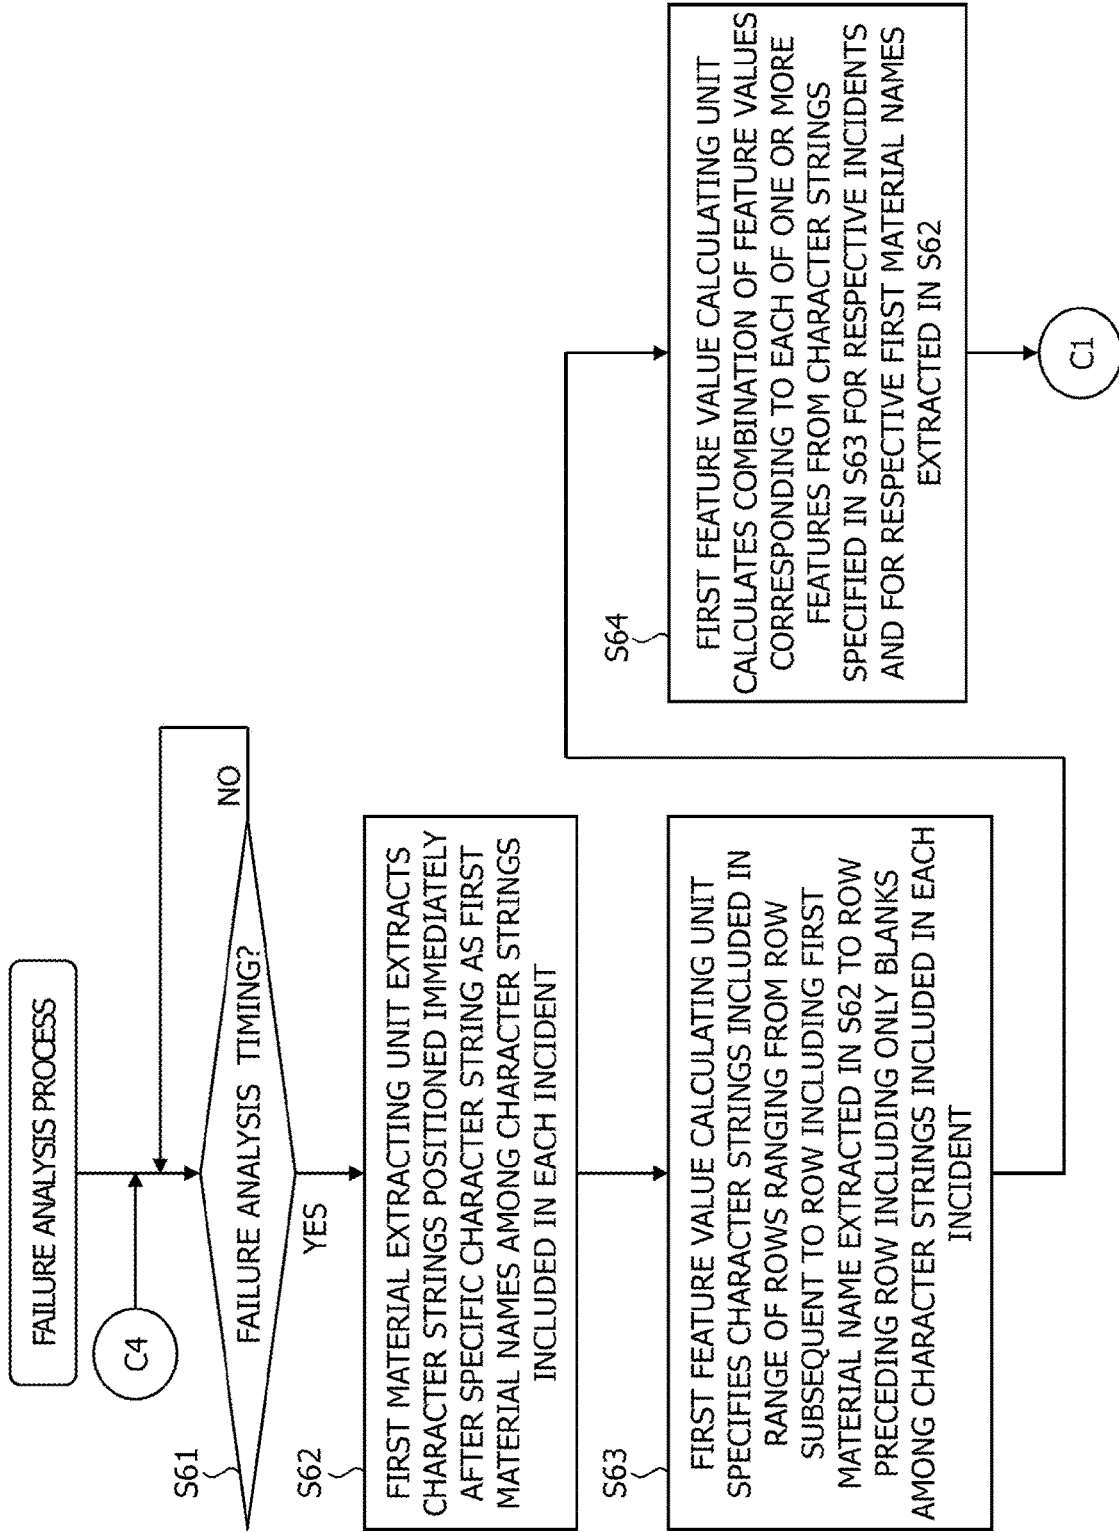 FAILURE ANALYSIS PROCESS
C4
S61
FAILURE ANALYSIS TIMING?
NO
YES
S62
FIRST MATERIAL EXTRACTING UNIT EXTRACTS
CHARACTER STRINGS POSITIONED IMMEDIATELY
AFTER SPECIFIC CHARACTER STRING AS FIRST
MATERIAL NAMES AMONG CHARACTER STRINGS
INCLUDED IN EACH INCIDENT
S63
FIRST FEATURE VALUE CALCULATING UNIT
SPECIFIES CHARACTER STRINGS INCLUDED IN
RANGE OF ROWS RANGING FROM ROW
SUBSEQUENT TO ROW INCLUDING FIRST
MATERIAL NAME EXTRACTED IN S62 TO ROW
PRECEDING ROW INCLUDING ONLY BLANKS
AMONG CHARACTER STRINGS INCLUDED IN EACH
INCIDENT
S64
FIRST FEATURE VALUE CALCULATING UNIT
CALCULATES COMBINATION OF FEATURE VALUES
CORRESPONDING TO EACH OF ONE OR MORE
FEATURES FROM CHARACTER STRINGS
SPECIFIED IN S63 FOR RESPECTIVE INCIDENTS
AND FOR RESPECTIVE FIRST MATERIAL NAMES
EXTRACTED IN S62
C1